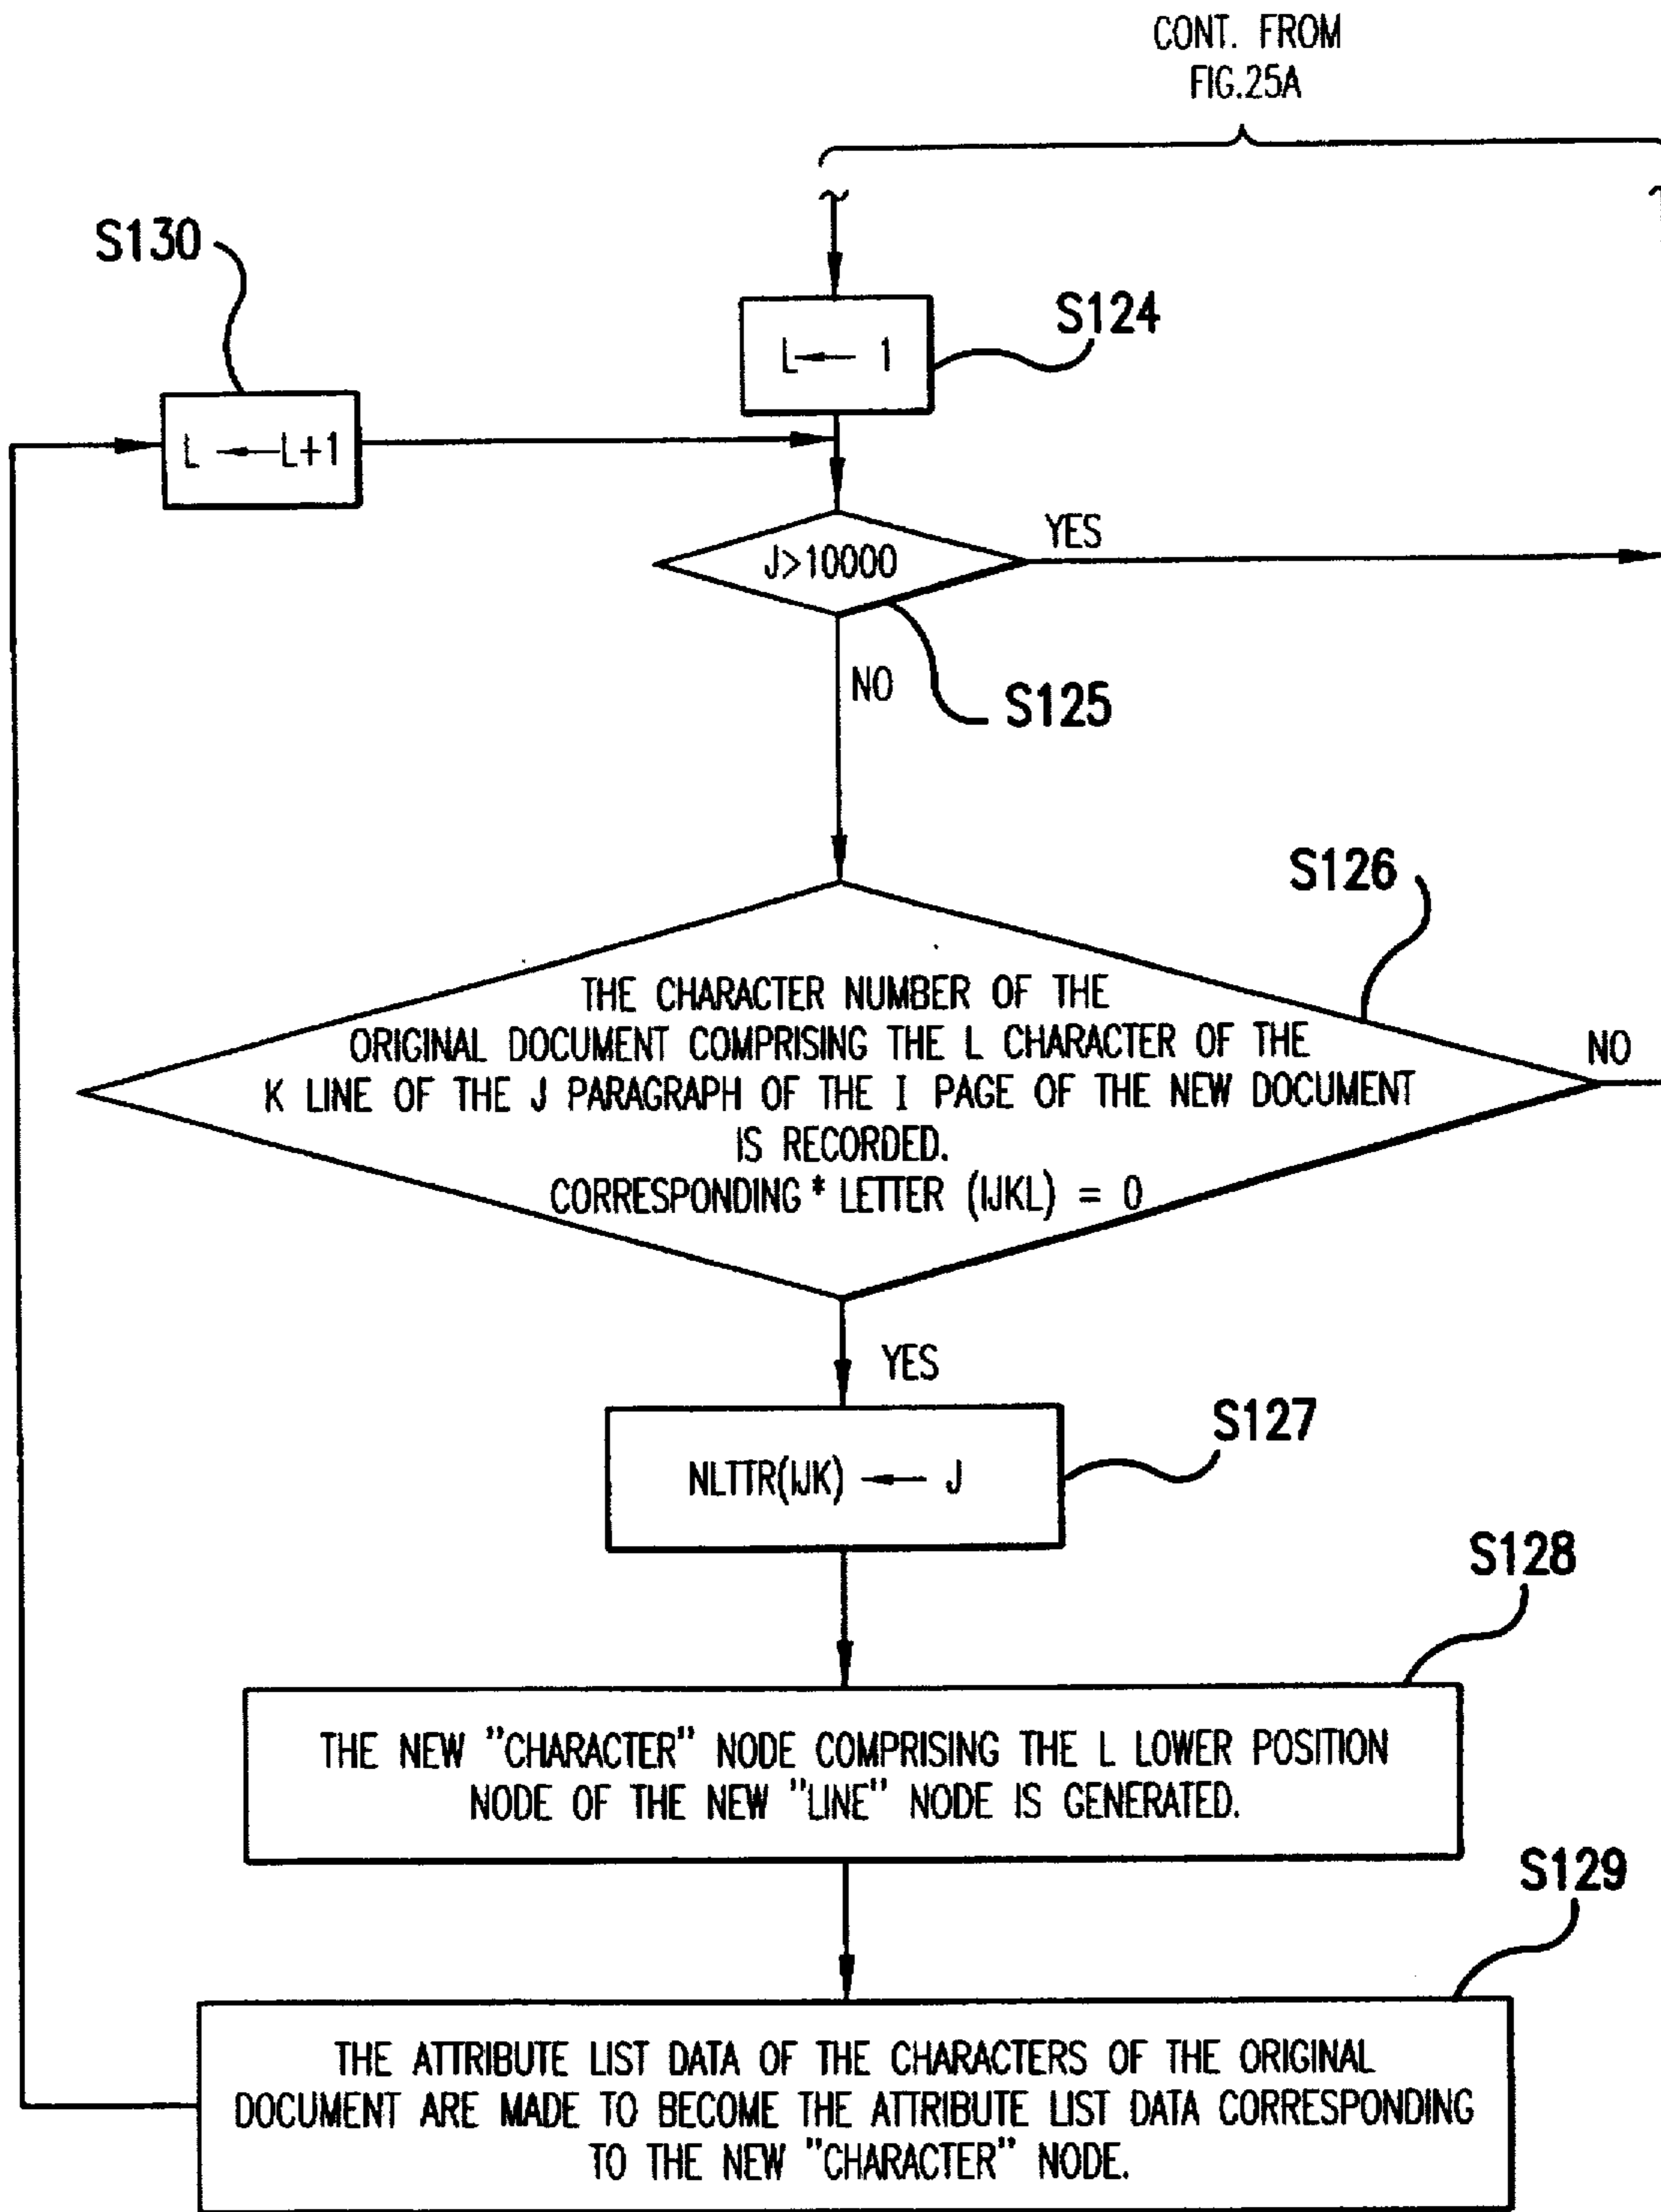 CONT. FROM
FIG.25A
S130
S124
L ← 1
L ← L+1
J>10000
YES
NO
S125
S126
THE CHARACTER NUMBER OF THE
ORIGINAL DOCUMENT COMPRISING THE L CHARACTER OF THE
K LINE OF THE J PARAGRAPH OF THE I PAGE OF THE NEW DOCUMENT
IS RECORDED.
CORRESPONDING * LETTER (IJKL) = 0
NO
YES
S127
NLTTR(IJK) ← J
S128
THE NEW "CHARACTER" NODE COMPRISING THE L LOWER POSITION
NODE OF THE NEW "LINE" NODE IS GENERATED.
S129
THE ATTRIBUTE LIST DATA OF THE CHARACTERS OF THE ORIGINAL
DOCUMENT ARE MADE TO BECOME THE ATTRIBUTE LIST DATA CORRESPONDING
TO THE NEW "CHARACTER" NODE.